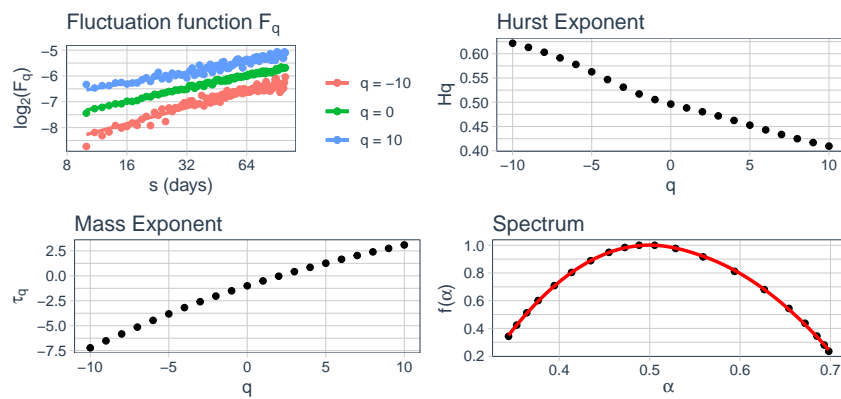 Fluctuation function Fq
log2(Fq)
−5
−6
−7
−8
8
16
32
64
s (days)
q = −10
q = 0
q = 10
Hurst Exponent
Hq
0.60
0.55
0.50
0.45
0.40
−10
−5
0
5
10
q
Mass Exponent
τq
2.5
0.0
−2.5
−5.0
−7.5
−10
−5
0
5
10
q
Spectrum
f(α)
1.0
0.8
0.6
0.4
0.2
0.4
0.5
0.6
0.7
α